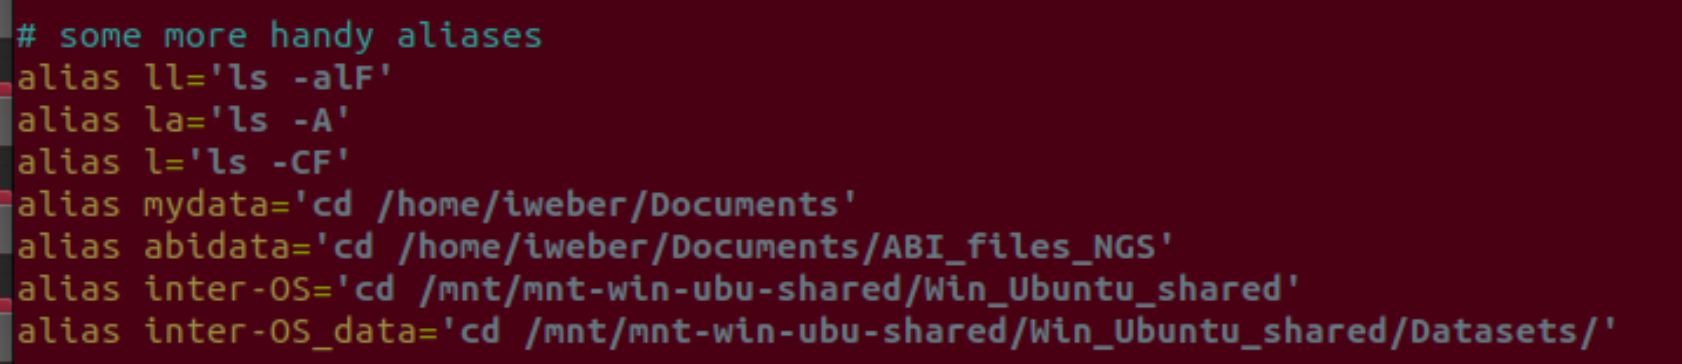 # some more handy aliases
alias ll='ls -alF'
alias la='ls -A'
alias l='ls -CF'
alias mydata='cd /home/iweber/Documents'
alias abidata='cd /home/iweber/Documents/ABI_files_NGS'
alias inter-OS='cd /mnt/mnt-win-ubu-shared/Win_Ubuntu_shared'
alias inter-OS_data='cd /mnt/mnt-win-ubu-shared/Win_Ubuntu_shared/Datasets/'